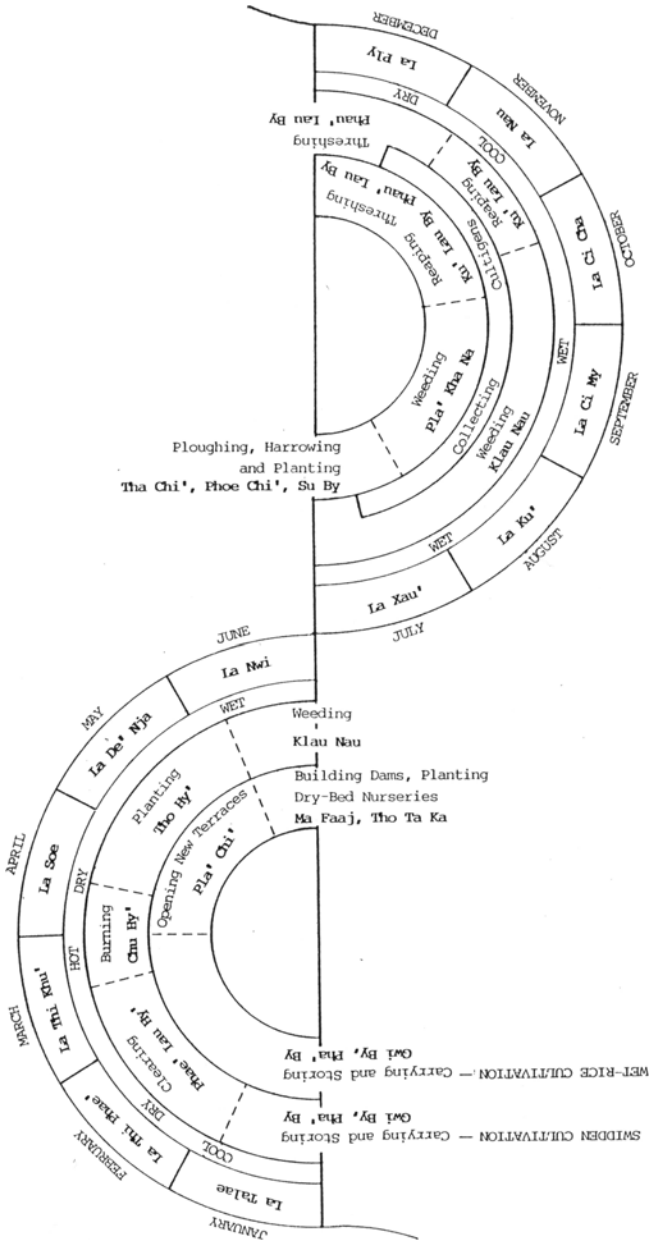 DECEMBER
La Ply
NOVEMBER
La Nau
OCTOBER
La Ci Cha
SEPTEMBER
La Ci My
AUGUST
La Ku'
JULY
La Xau'
DRY
COOL
WET
WET
Threshing
Phau' Lau By
Reaping
Ku' Lau By
Weeding
Klau Nau
Collecting Cultigens
Threshing
Phau' Lau By
Reaping
Ku' Lau By
Weeding
Pla' Kha Na
Ploughing, Harrowing
and Planting
Tha Chi', Phoe Chi', Su By
JUNE
La Nwi
MAY
La De' Nja
APRIL
La Soe
MARCH
La Thi Khu'
FEBRUARY
La Thi Phae'
JANUARY
La Talae
WET
DRY
HOT
DRY
COOL
Weeding
Klau Nau
Planting
Tho Hy'
Burning
Chu Hy'
Clearing
Phae' Lau Hy'
Building Dams, Planting
Dry-Bed Nurseries
Ma Faaj, Tho Ta Ka
Opening New Terraces
Pla' Chi'
WET-RICE CULTIVATION — Carrying and Storing
Gwi By, Pha' By
SWIDDEN CULTIVATION — Carrying and Storing
Gwi By, Pha' By